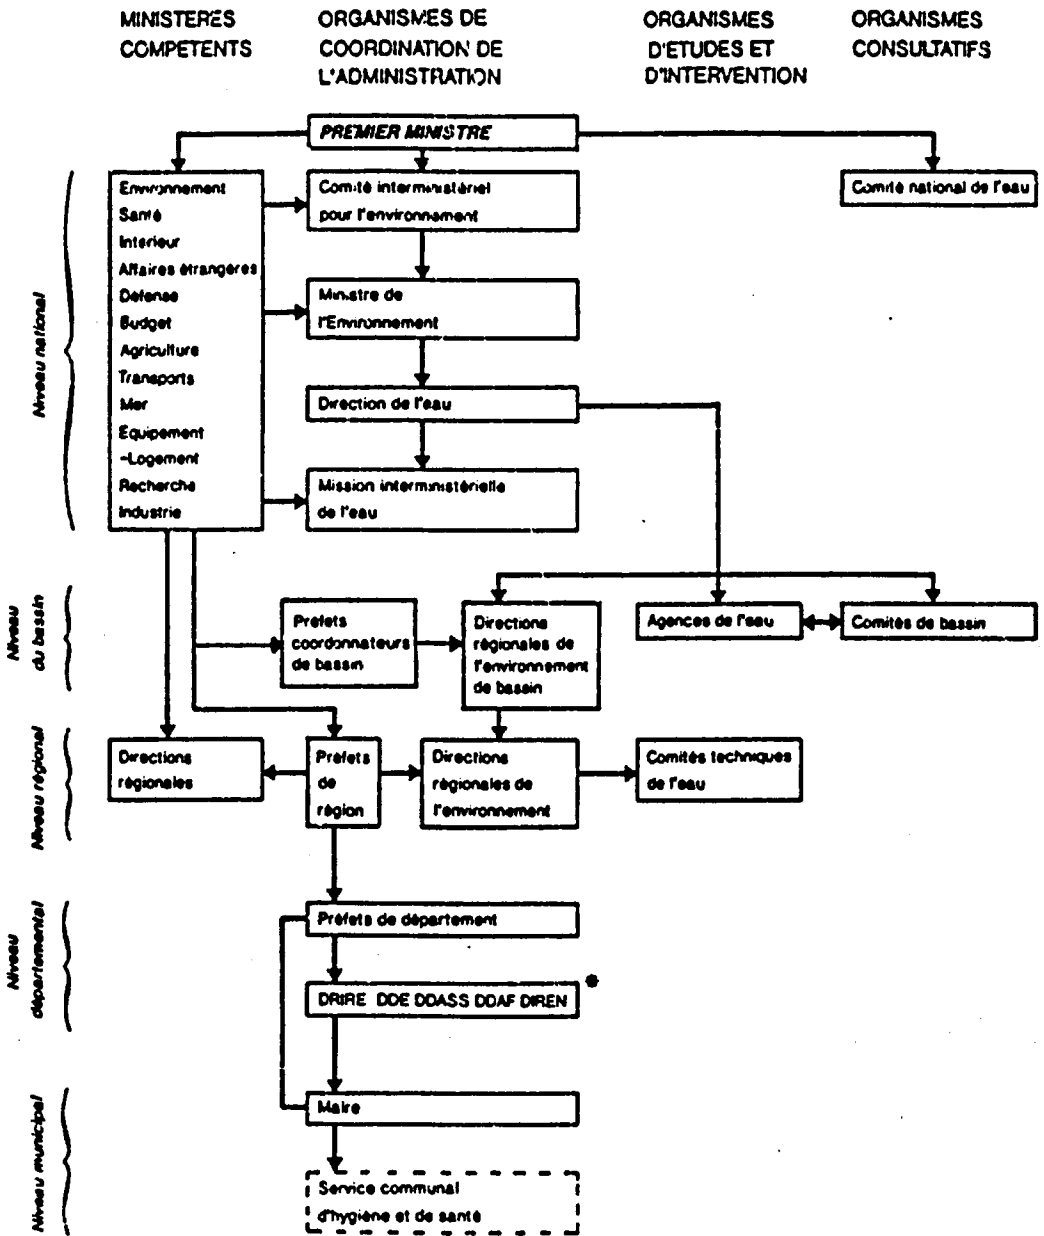 MINISTERES
COMPETENTS
ORGANISMES DE
COORDINATION DE
L'ADMINISTRATION
ORGANISMES
D'ETUDES ET
D'INTERVENTION
ORGANISMES
CONSULTATIFS
PREMIER MINISTRE
Niveau national
Environnement
Santé
Intérieur
Affaires étrangères
Défense
Budget
Agriculture
Transports
Mer
Equipement
-Logement
Recherche
Industrie
Comité interministériel
pour l'environnement
Ministre de
l'Environnement
Direction de l'eau
Mission interministérielle
de l'eau
Comité national de l'eau
Niveau
du bassin
Préfets
coordonnateurs
de bassin
Directions
régionales de
l'environnement
de bassin
Agences de l'eau
Comités de bassin
Niveau régional
Directions
régionales
Préfets
de
région
Directions
régionales de
l'environnement
Comités techniques
de l'eau
Niveau
départemental
Préfets de département
DRIRE DDE DDASS DDAF DIREN *
Niveau municipal
Maire
Service communal
d'hygiène et de santé